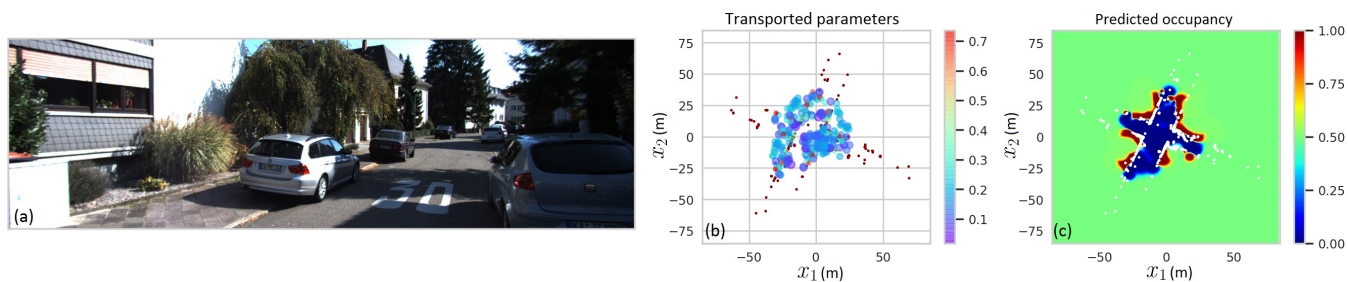 (a)
30
Transported parameters
75
50
25
0
−25
−50
−75
x2 (m)
−50 0 50
x1 (m)
(b)
0.7
0.6
0.5
0.4
0.3
0.2
0.1
Predicted occupancy
75
50
25
0
−25
−50
−75
x2 (m)
−50 0 50
x1 (m)
(c)
1.00
0.75
0.50
0.25
0.00